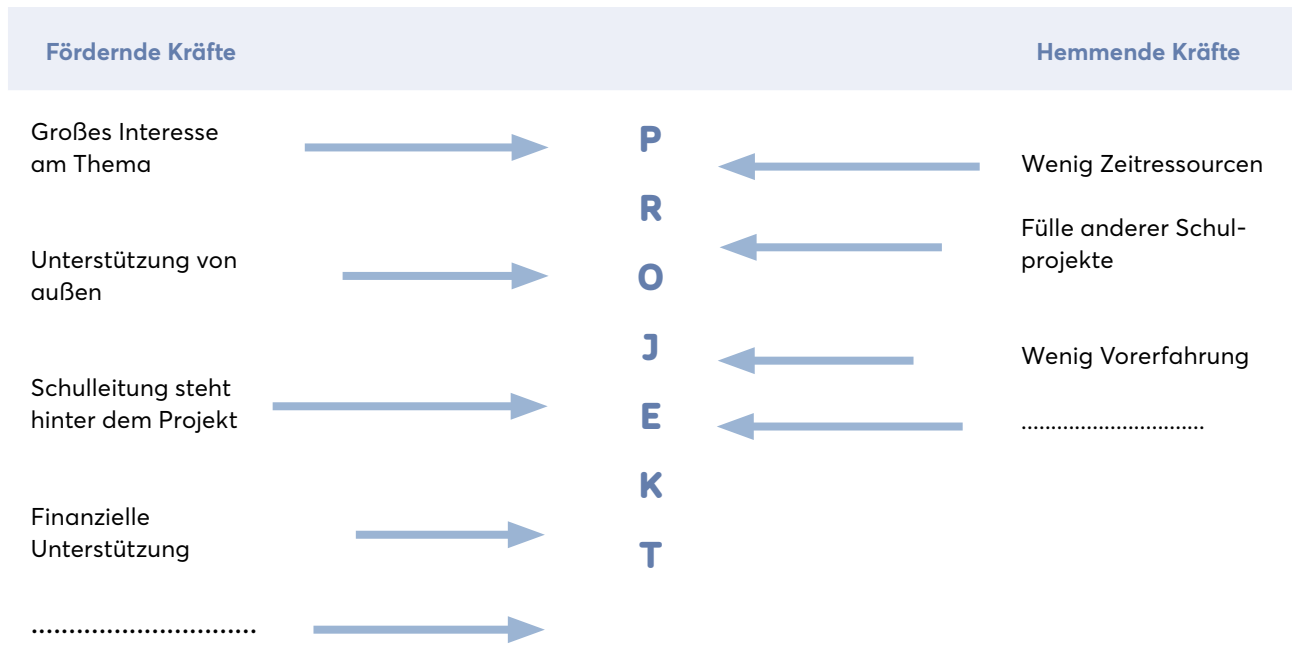 Fördernde Kräfte
Hemmende Kräfte
Großes Interesse
am Thema
Unterstützung von
außen
Schulleitung steht
hinter dem Projekt
Finanzielle
Unterstützung
..............................
P
R
O
J
E
K
T
Wenig Zeitressourcen
Fülle anderer Schul-
projekte
Wenig Vorerfahrung
...............................